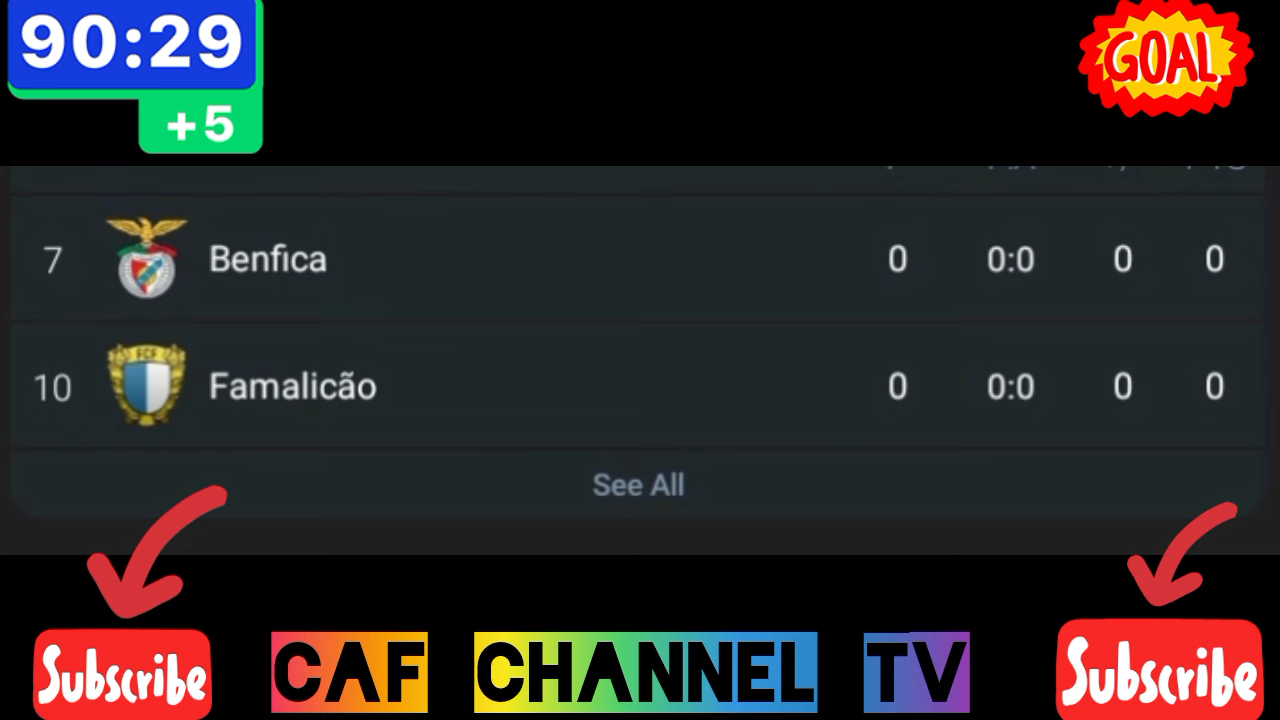 90:29
+5
GOAL
7 Benfica 0 0:0 0 0
FCF
10 Famalicão 0 0:0 0 0
See All
Subscribe CAF CHANNEL TV Subscribe